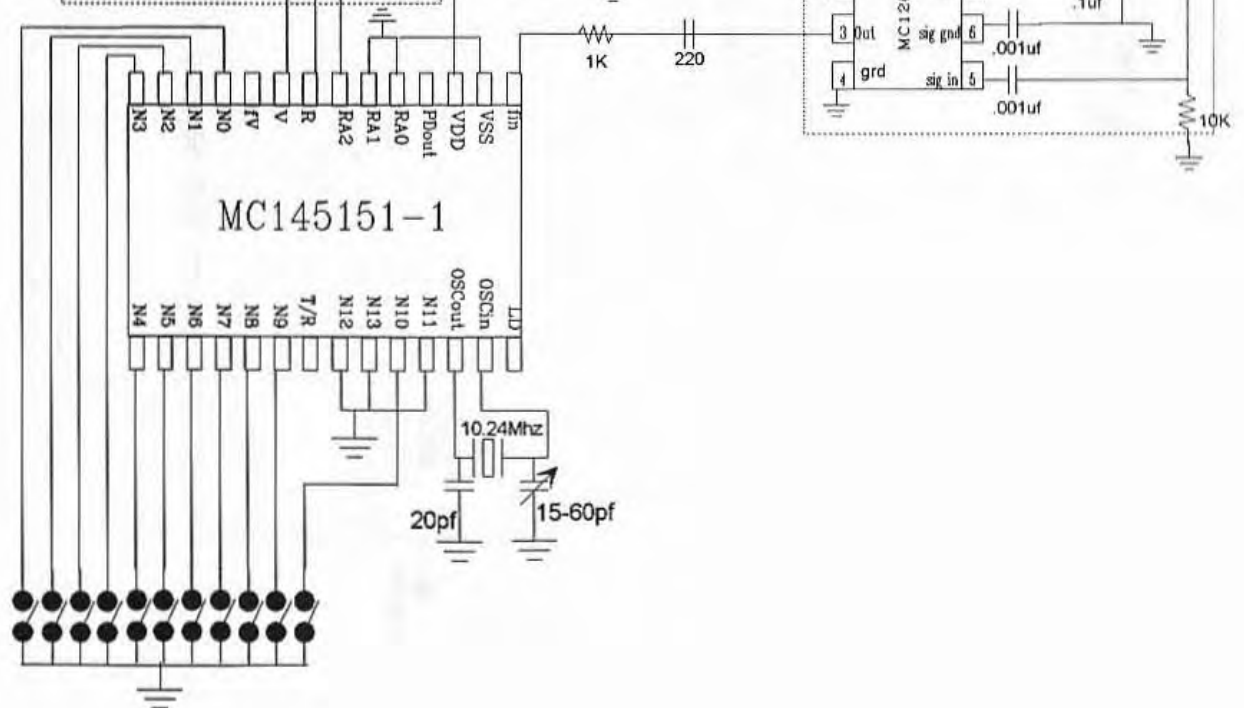 .1uf
3 Out
sig gnd 6
.001uf
1K
220
4 grd
sig in 5
.001uf
10K
N3 N2 N1 N0 fV V R RA2 RA1 RA0 PDout VDD VSS fin
MC145151-1
N4 N5 N6 N7 N8 N9 T/R N12 N13 N10 N11 OSCout OSCin LD
10.24Mhz
20pf
15-60pf